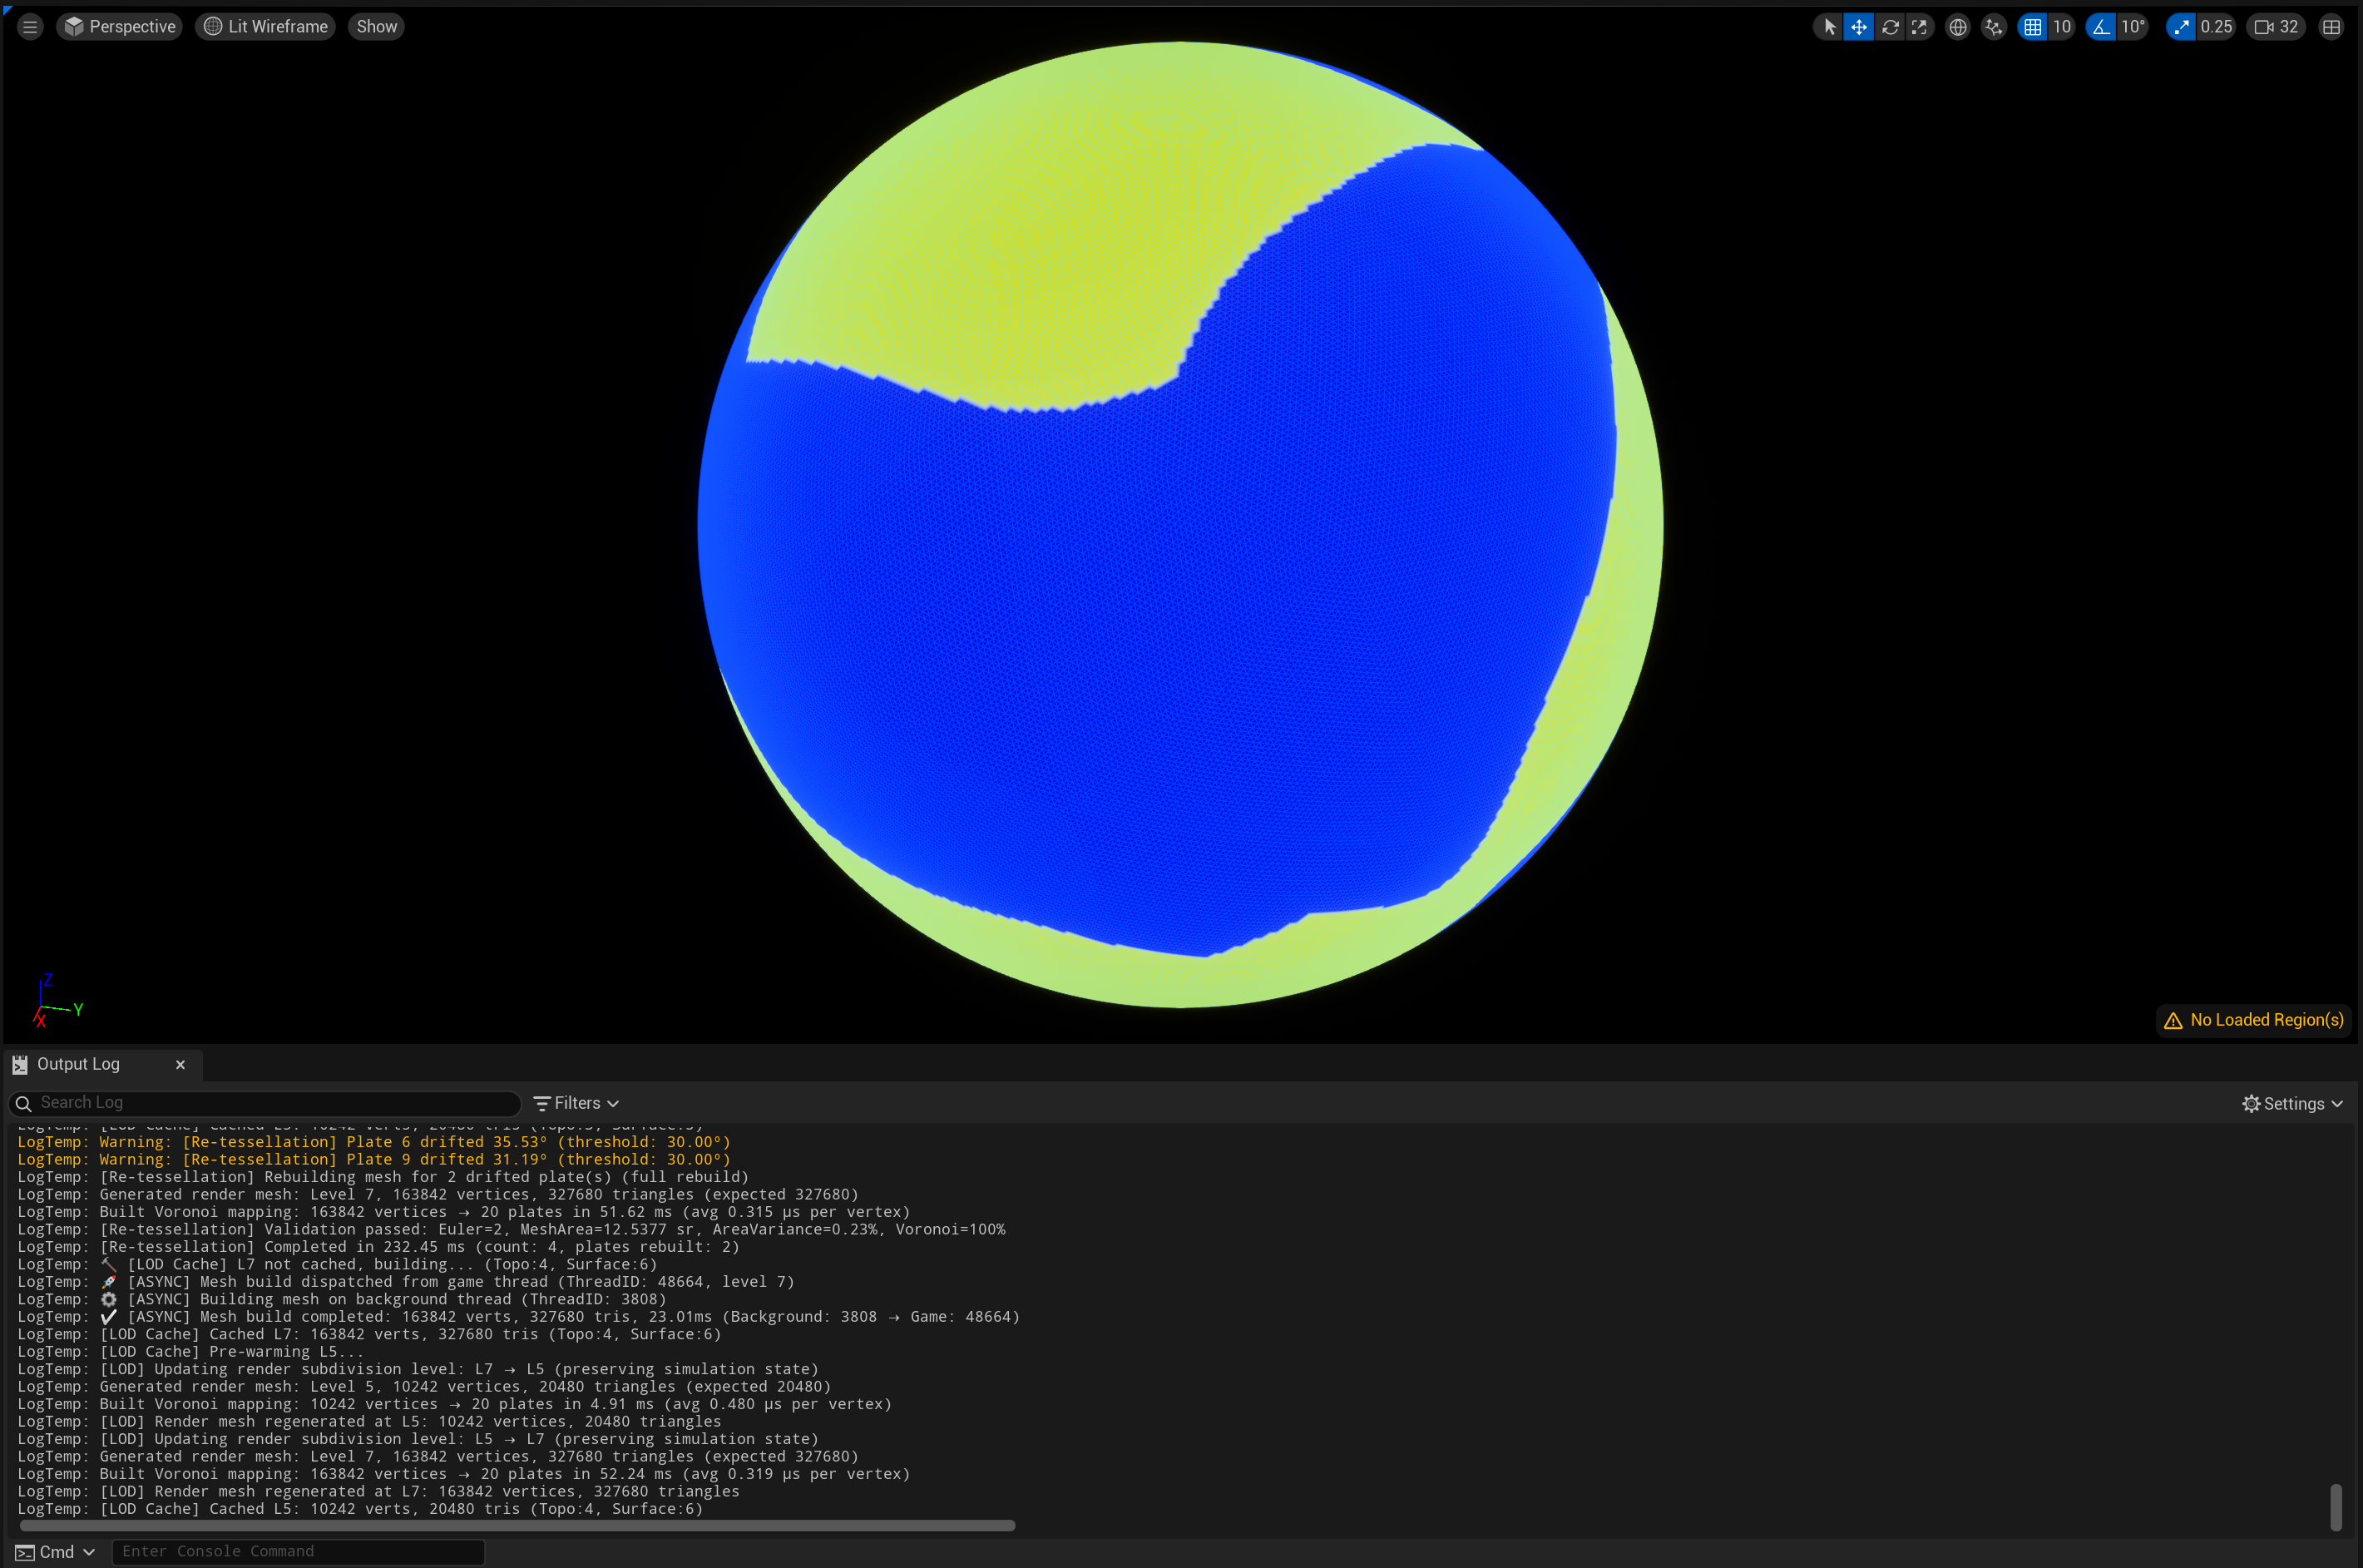 Perspective Lit Wireframe Show 10 10° 0.25 32
Z
Y
X
No Loaded Region(s)
Output Log
Search Log Filters Settings
LogTemp: [LOD Cache] Cached L5: 10242 verts, 20480 tris (Topo:3, Surface:5)
LogTemp: Warning: [Re-tessellation] Plate 6 drifted 35.53° (threshold: 30.00°)
LogTemp: Warning: [Re-tessellation] Plate 9 drifted 31.19° (threshold: 30.00°)
LogTemp: [Re-tessellation] Rebuilding mesh for 2 drifted plate(s) (full rebuild)
LogTemp: Generated render mesh: Level 7, 163842 vertices, 327680 triangles (expected 327680)
LogTemp: Built Voronoi mapping: 163842 vertices → 20 plates in 51.62 ms (avg 0.315 μs per vertex)
LogTemp: [Re-tessellation] Validation passed: Euler=2, MeshArea=12.5377 sr, AreaVariance=0.23%, Voronoi=100%
LogTemp: [Re-tessellation] Completed in 232.45 ms (count: 4, plates rebuilt: 2)
LogTemp: 🔨 [LOD Cache] L7 not cached, building... (Topo:4, Surface:6)
LogTemp: 🚀 [ASYNC] Mesh build dispatched from game thread (ThreadID: 48664, level 7)
LogTemp: ⚙️ [ASYNC] Building mesh on background thread (ThreadID: 3808)
LogTemp: ✔️ [ASYNC] Mesh build completed: 163842 verts, 327680 tris, 23.01ms (Background: 3808 → Game: 48664)
LogTemp: [LOD Cache] Cached L7: 163842 verts, 327680 tris (Topo:4, Surface:6)
LogTemp: [LOD Cache] Pre-warming L5...
LogTemp: [LOD] Updating render subdivision level: L7 → L5 (preserving simulation state)
LogTemp: Generated render mesh: Level 5, 10242 vertices, 20480 triangles (expected 20480)
LogTemp: Built Voronoi mapping: 10242 vertices → 20 plates in 4.91 ms (avg 0.480 μs per vertex)
LogTemp: [LOD] Render mesh regenerated at L5: 10242 vertices, 20480 triangles
LogTemp: [LOD] Updating render subdivision level: L5 → L7 (preserving simulation state)
LogTemp: Generated render mesh: Level 7, 163842 vertices, 327680 triangles (expected 327680)
LogTemp: Built Voronoi mapping: 163842 vertices → 20 plates in 52.24 ms (avg 0.319 μs per vertex)
LogTemp: [LOD] Render mesh regenerated at L7: 163842 vertices, 327680 triangles
LogTemp: [LOD Cache] Cached L5: 10242 verts, 20480 tris (Topo:4, Surface:6)
Cmd Enter Console Command